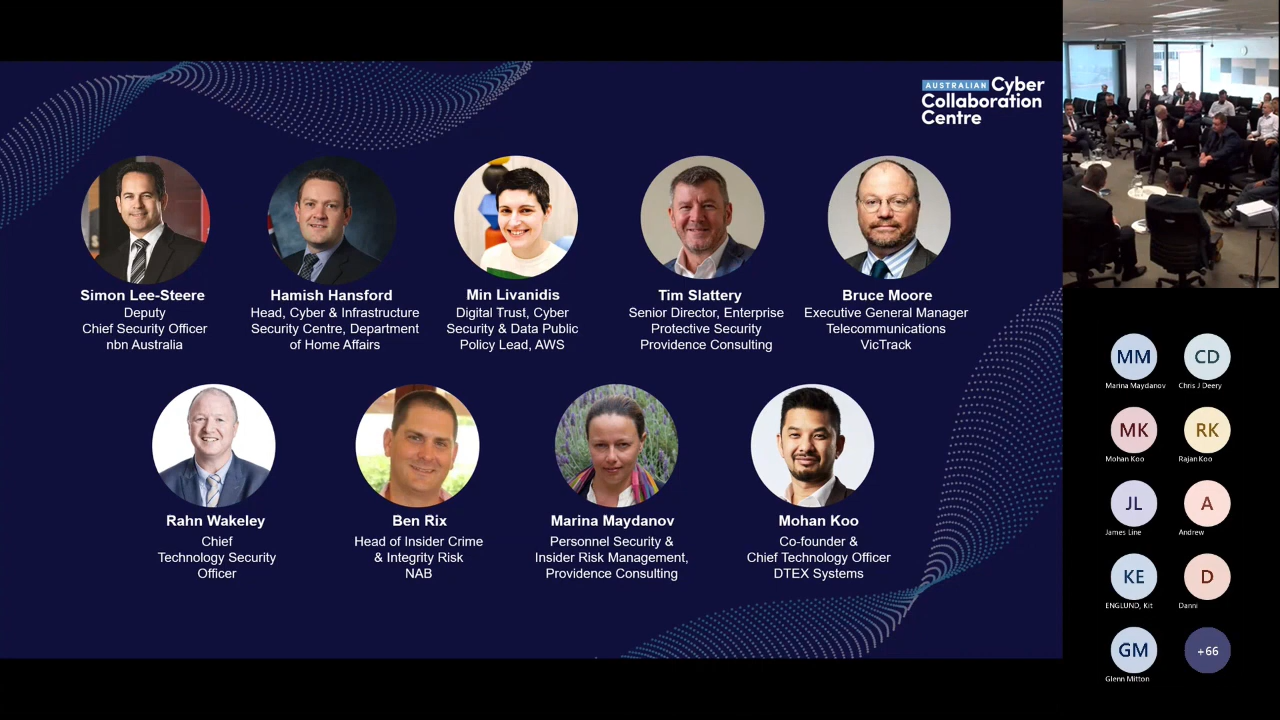 AUSTRALIAN Cyber
Collaboration
Centre
Simon Lee-Steere
Deputy
Chief Security Officer
nbn Australia
Hamish Hansford
Head, Cyber & Infrastructure
Security Centre, Department
of Home Affairs
Min Livanidis
Digital Trust, Cyber
Security & Data Public
Policy Lead, AWS
Tim Slattery
Senior Director, Enterprise
Protective Security
Providence Consulting
Bruce Moore
Executive General Manager
Telecommunications
VicTrack
Rahn Wakeley
Chief
Technology Security
Officer
Ben Rix
Head of Insider Crime
& Integrity Risk
NAB
Marina Maydanov
Personnel Security &
Insider Risk Management,
Providence Consulting
Mohan Koo
Co-founder &
Chief Technology Officer
DTEX Systems
MM
Marina Maydanov
CD
Chris J Deery
MK
Mohan Koo
RK
Rajan Koo
JL
James Line
A
Andrew
KE
ENGLUND, Kit
D
Danni
GM
Glenn Mitton
+66